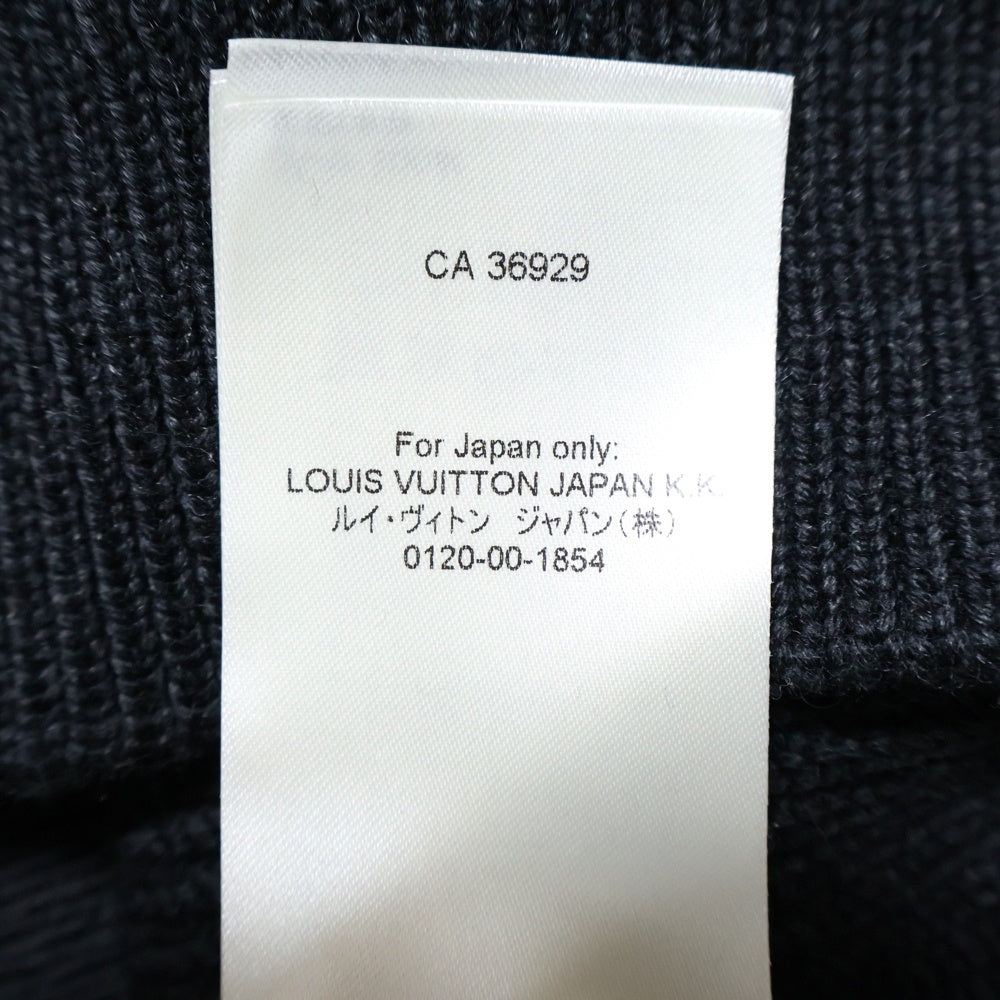 CA 36929
For Japan only:
LOUIS VUITTON JAPAN K.K.
ルイ・ヴィトン ジャパン(株)
0120-00-1854